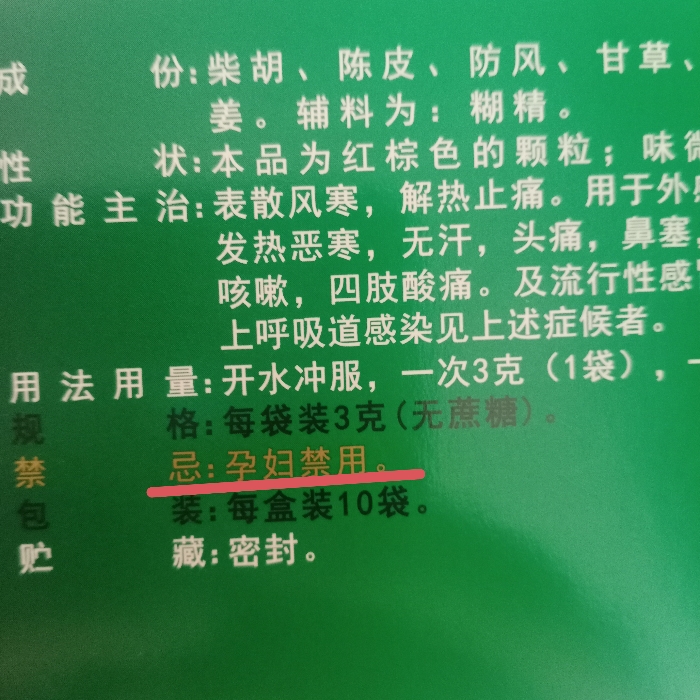 成 份:柴胡、陈皮、防风、甘草、
姜。辅料为:糊精。
性 状:本品为红棕色的颗粒;味微
功能主治:表散风寒,解热止痛。用于外
发热恶寒,无汗,头痛,鼻塞,
咳嗽,四肢酸痛。及流行性感
上呼吸道感染见上述症候者。
用法用量:开水冲服,一次3克(1袋),一
规 格:每袋装3克(无蔗糖)。
禁 忌:孕妇禁用。
包 装:每盒装10袋。
贮 藏:密封。